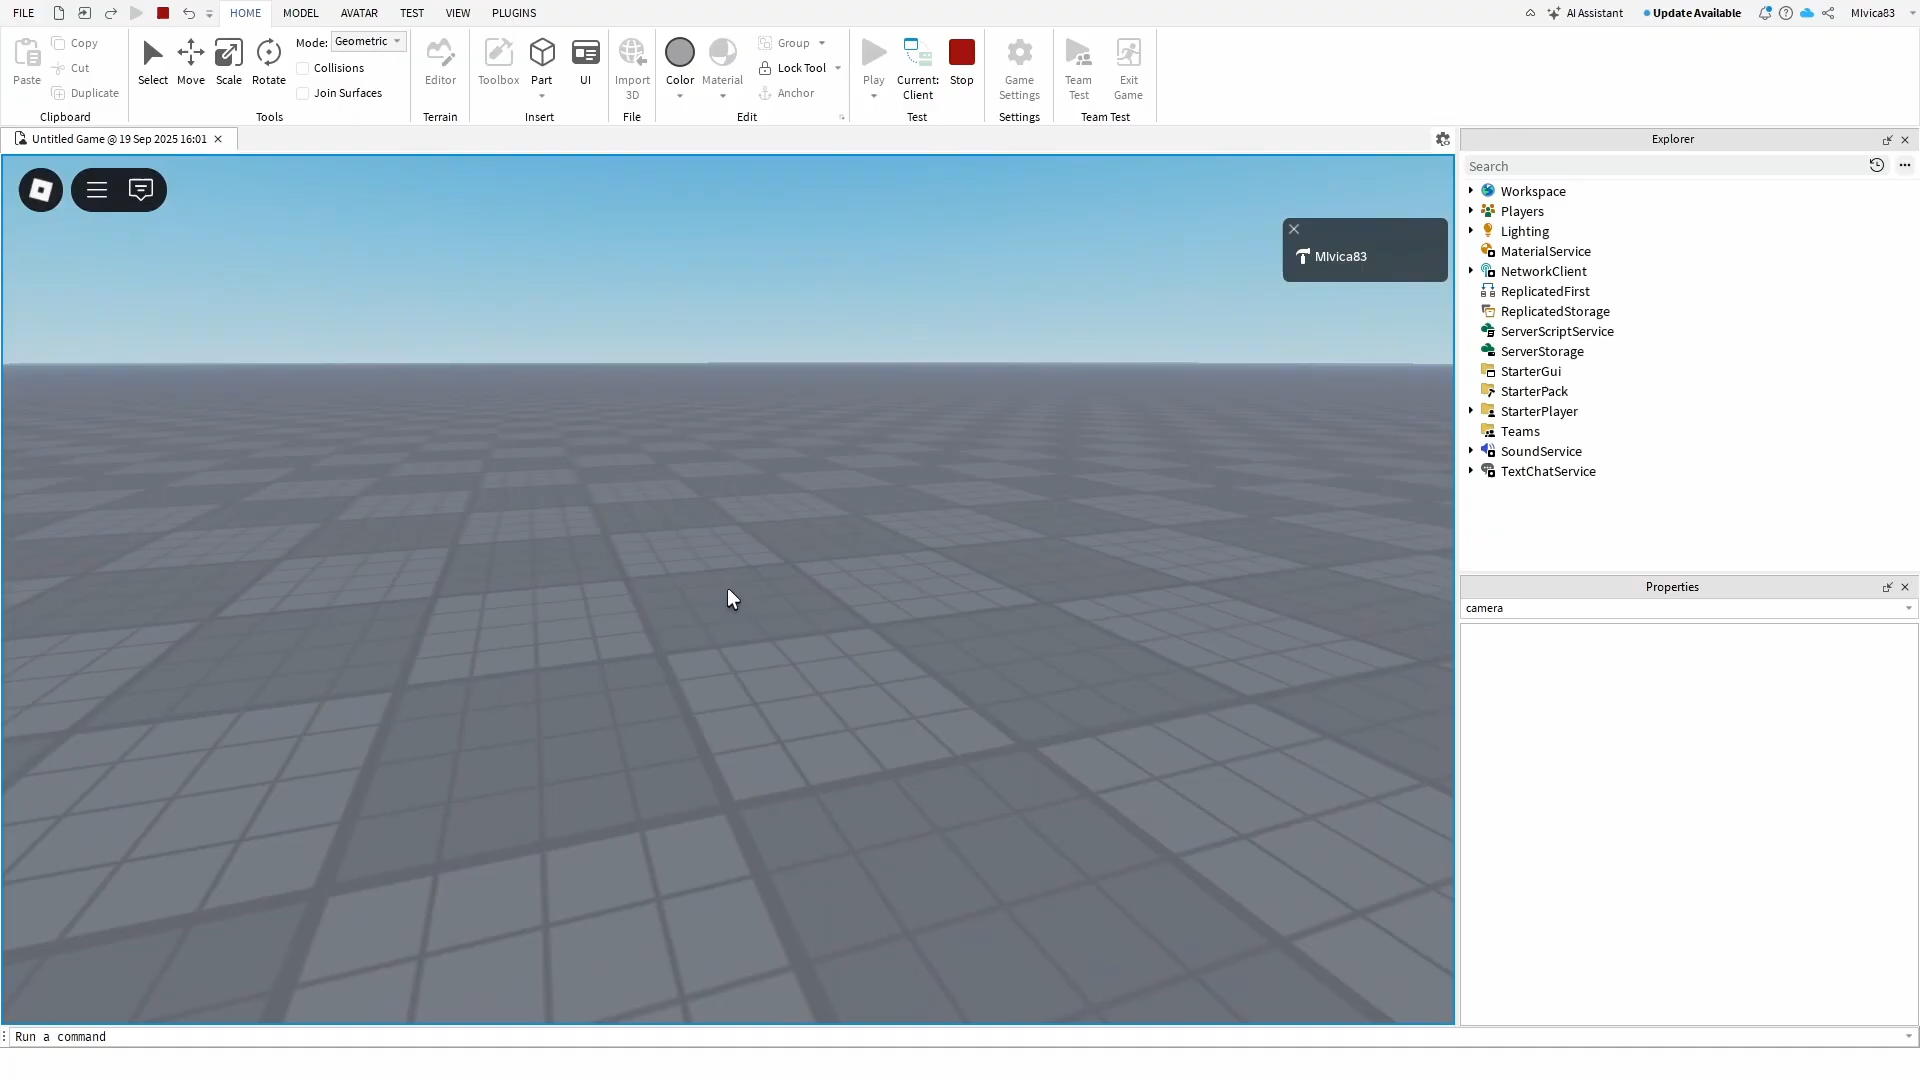 FILE HOME MODEL AVATAR TEST VIEW PLUGINS AI Assistant Update Available MIvica83
Paste Copy Cut Duplicate Clipboard
Select Move Scale Rotate Mode: Geometric Collisions Join Surfaces Tools
Editor Terrain
Toolbox Part UI Insert
Import 3D File
Color Material Group Lock Tool Anchor Edit
Play Current: Client Stop Test
Game Settings Settings
Team Test Exit Game Team Test
Untitled Game @ 19 Sep 2025 16:01
MIvica83
Explorer
Search
Workspace
Players
Lighting
MaterialService
NetworkClient
ReplicatedFirst
ReplicatedStorage
ServerScriptService
ServerStorage
StarterGui
StarterPack
StarterPlayer
Teams
SoundService
TextChatService
Properties
camera
Run a command